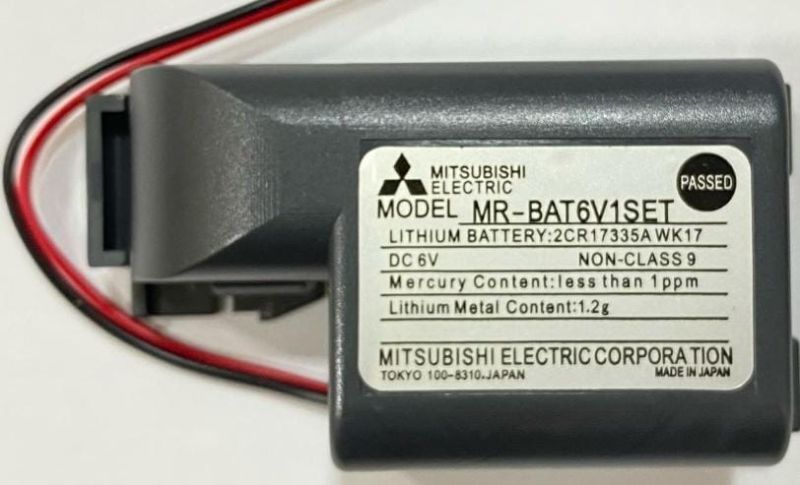 MITSUBISHI
ELECTRIC
PASSED
MODEL MR-BAT6V1SET
LITHIUM BATTERY:2CR17335A WK17
DC 6V NON-CLASS 9
Mercury Content:less than 1ppm
Lithium Metal Content:1.2g
MITSUBISHI ELECTRIC CORPORATION
TOKYO 100-8310,JAPAN MADE IN JAPAN